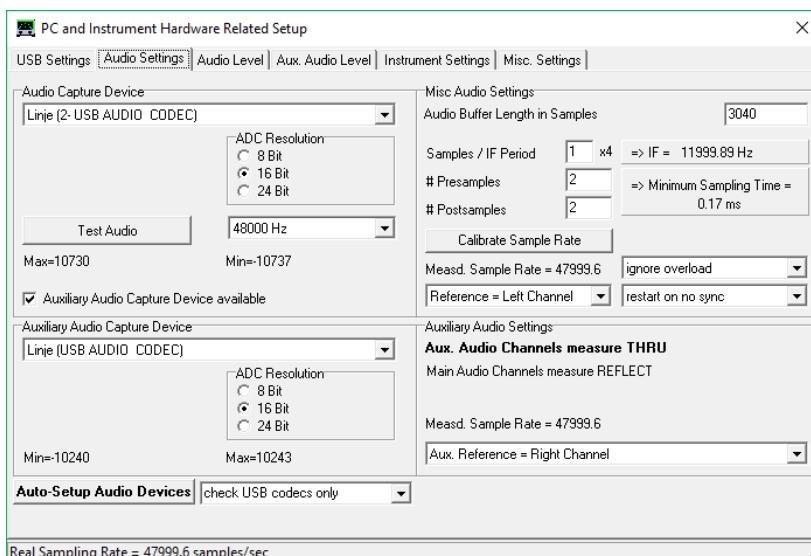 PC and Instrument Hardware Related Setup
USB Settings Audio Settings Audio Level Aux. Audio Level Instrument Settings Misc. Settings
Audio Capture Device
Linje (2- USB AUDIO CODEC)
ADC Resolution
8 Bit
16 Bit
24 Bit
Test Audio
48000 Hz
Max=10730 Min=-10737
Auxiliary Audio Capture Device available
Misc Audio Settings
Audio Buffer Length in Samples 3040
Samples / IF Period 1 x4 => IF = 11999.89 Hz
# Presamples 2
# Postsamples 2
=> Minimum Sampling Time =
0.17 ms
Calibrate Sample Rate
Measd. Sample Rate = 47999.6 ignore overload
Reference = Left Channel restart on no sync
Auxiliary Audio Capture Device
Linje (USB AUDIO CODEC)
ADC Resolution
8 Bit
16 Bit
24 Bit
Min=-10240 Max=10243
Auxiliary Audio Settings
Aux. Audio Channels measure THRU
Main Audio Channels measure REFLECT
Measd. Sample Rate = 47999.6
Aux. Reference = Right Channel
Auto-Setup Audio Devices check USB codecs only
Real Sampling Rate = 47999.6 samples/sec